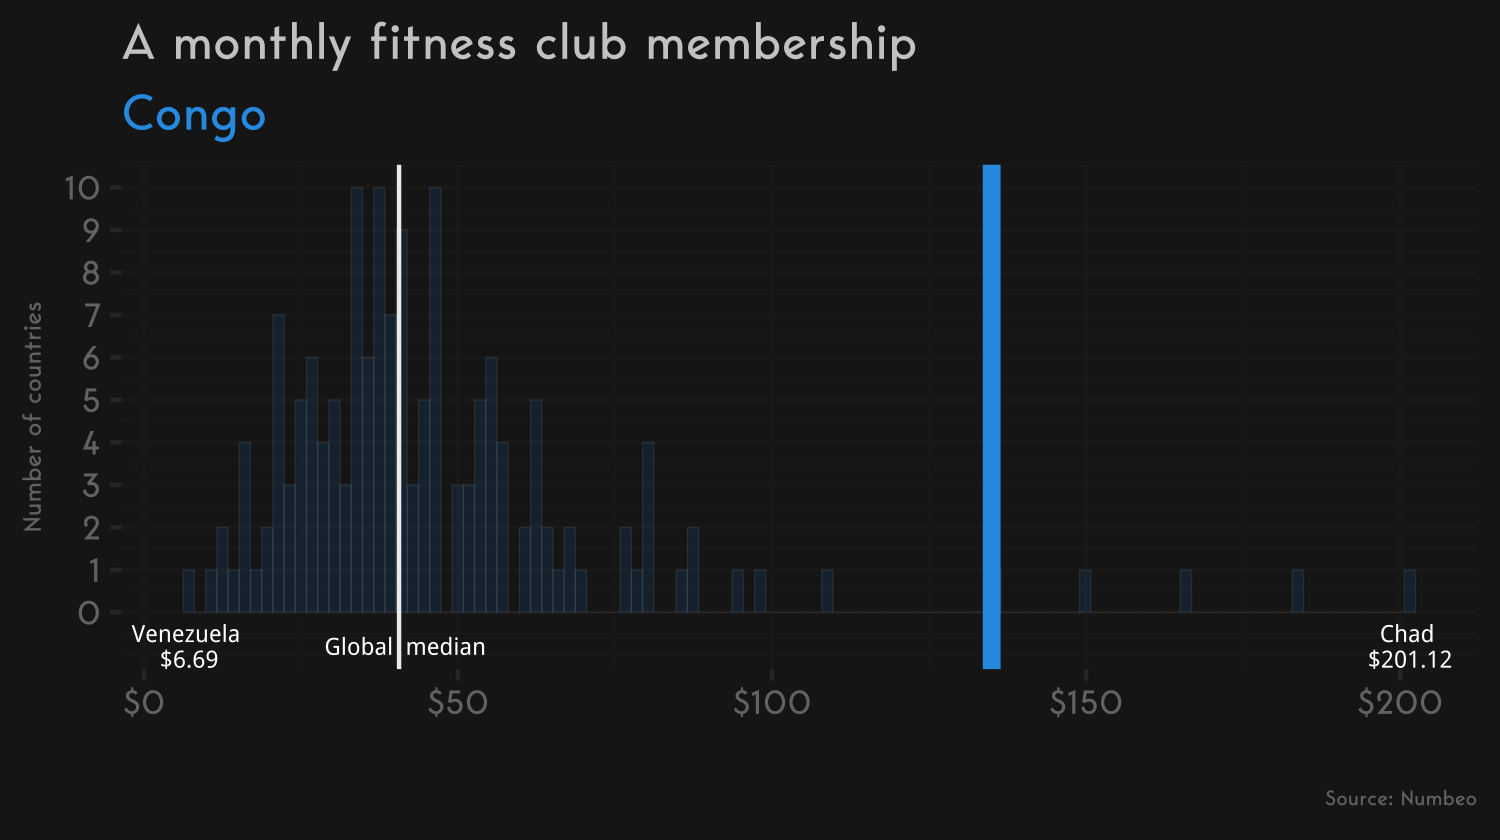 A monthly fitness club membership
Congo
Number of countries
10
9
8
7
6
5
4
3
2
1
0
Venezuela
$6.69
Global median
Chad
$201.12
$0 $50 $100 $150 $200
Source: Numbeo